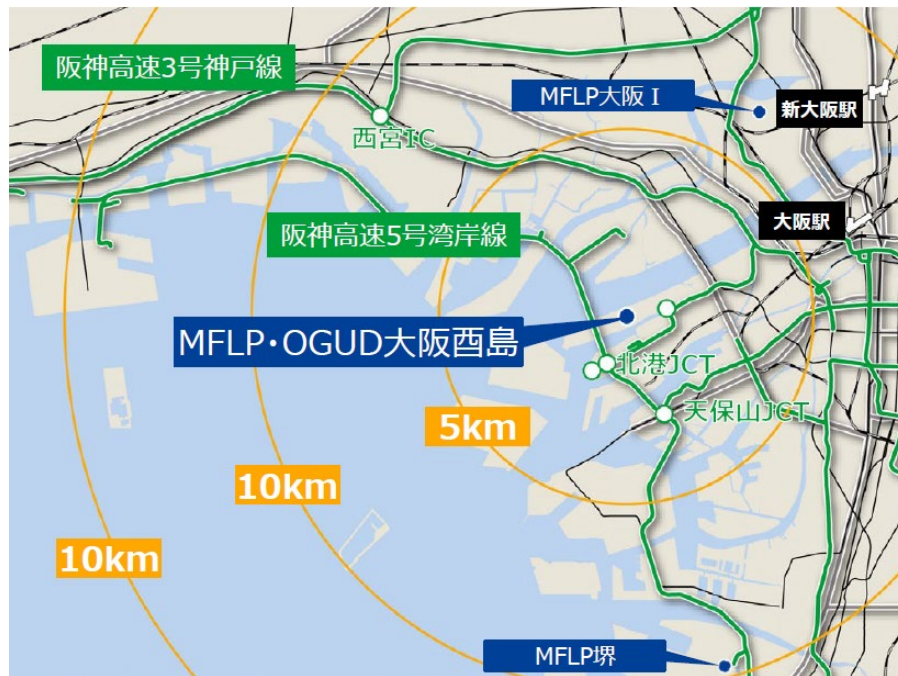 阪神高速3号神戸線
MFLP大阪Ⅰ
新大阪駅
西宮IC
大阪駅
阪神高速5号湾岸線
MFLP・OGUD大阪酉島
北港JCT
天保山JCT
5km
10km
10km
MFLP堺